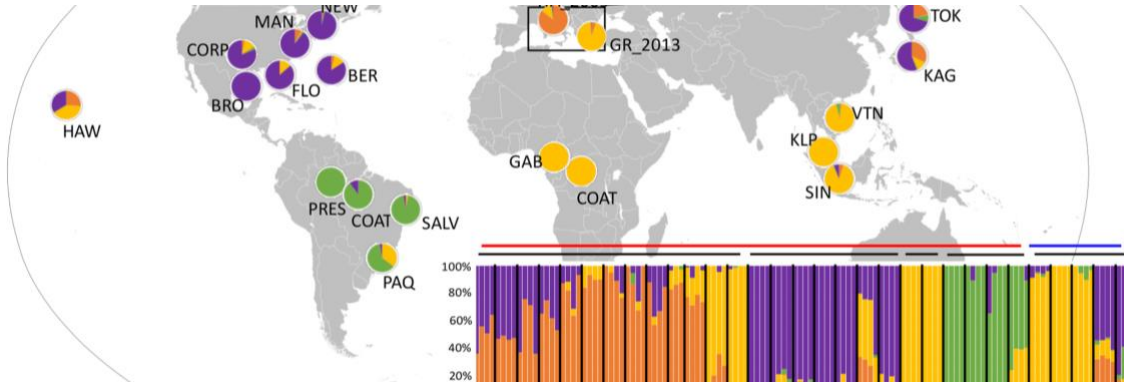 NEW
MAN
TOK
CORP
GR_2013
BER
KAG
FLO
BRO
HAW
VTN
KLP
GAB
SIN
COAT
PRES
COAT
SALV
PAQ
100%
80%
60%
40%
20%